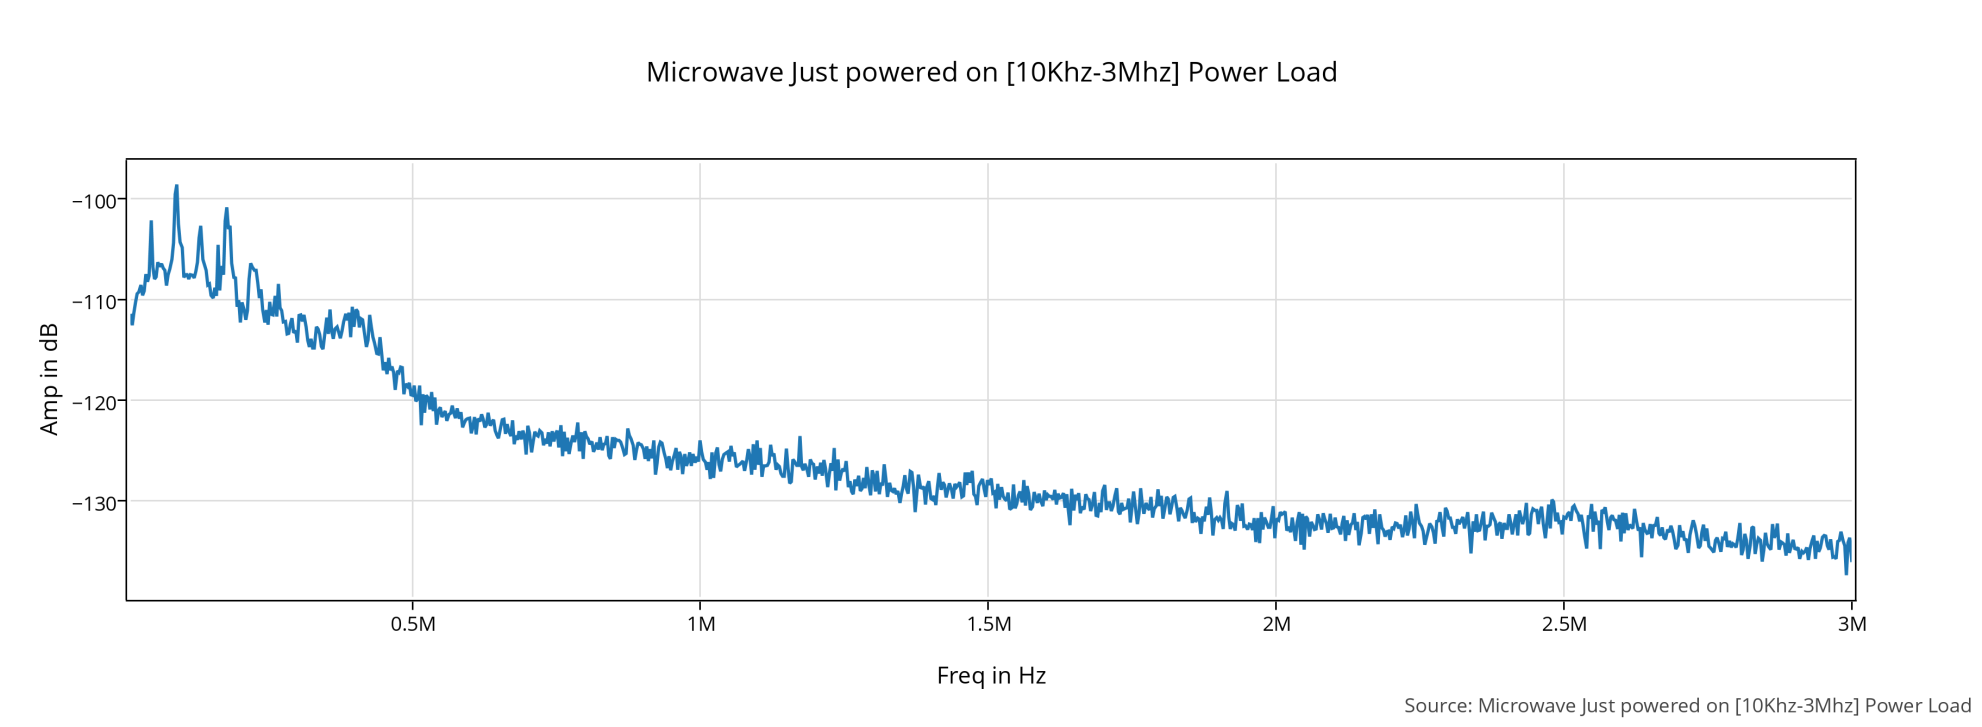 Microwave Just powered on [10Khz-3Mhz] Power Load
−100
−110
−120
−130
Amp in dB
0.5M 1M 1.5M 2M 2.5M 3M
Freq in Hz
Source: Microwave Just powered on [10Khz-3Mhz] Power Load